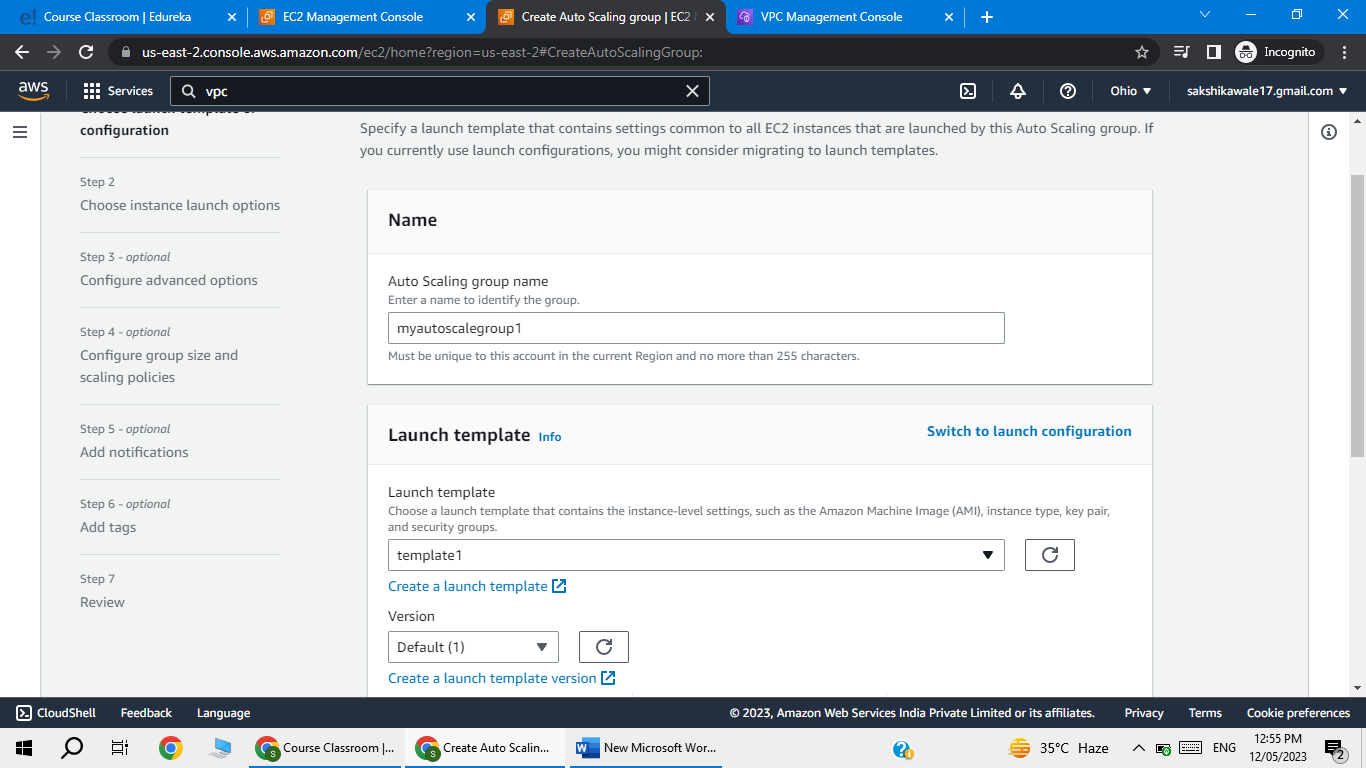 e! Course Classroom | Edureka
EC2 Management Console
Create Auto Scaling group | EC2
VPC Management Console
us-east-2.console.aws.amazon.com/ec2/home?region=us-east-2#CreateAutoScalingGroup:
Incognito
aws
Services
vpc
Ohio
sakshikawale17.gmail.com
configuration
Step 2
Choose instance launch options
Step 3 - optional
Configure advanced options
Step 4 - optional
Configure group size and
scaling policies
Step 5 - optional
Add notifications
Step 6 - optional
Add tags
Step 7
Review
Specify a launch template that contains settings common to all EC2 instances that are launched by this Auto Scaling group. If
you currently use launch configurations, you might consider migrating to launch templates.
Name
Auto Scaling group name
Enter a name to identify the group.
myautoscalegroup1
Must be unique to this account in the current Region and no more than 255 characters.
Launch template Info
Switch to launch configuration
Launch template
Choose a launch template that contains the instance-level settings, such as the Amazon Machine Image (AMI), instance type, key pair,
and security groups.
template1
Create a launch template
Version
Default (1)
Create a launch template version
CloudShell
Feedback
Language
© 2023, Amazon Web Services India Private Limited or its affiliates.
Privacy
Terms
Cookie preferences
Course Classroom |...
Create Auto Scalin...
New Microsoft Wor...
35°C Haze
ENG
12:55 PM
12/05/2023
2